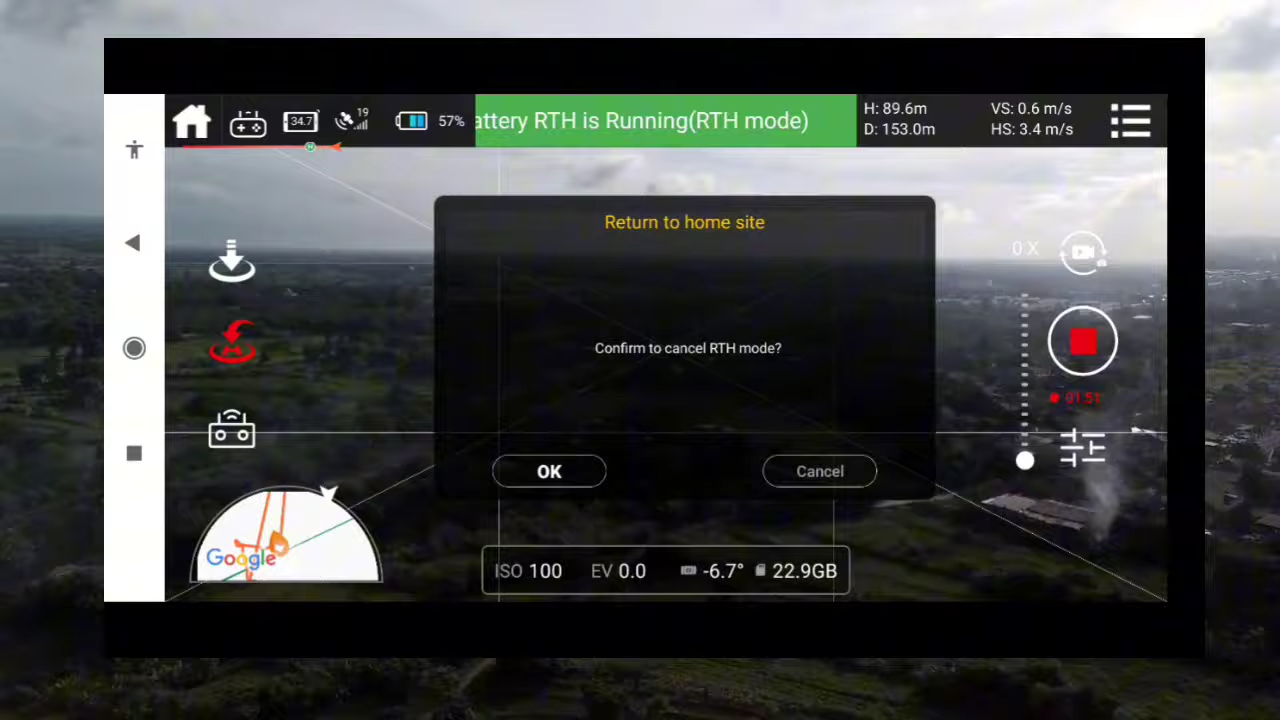 34.7
19
57%
attery RTH is Running(RTH mode)
H: 89.6m
D: 153.0m
VS: 0.6 m/s
HS: 3.4 m/s
Return to home site
0 X
Confirm to cancel RTH mode?
01:51
OK
Cancel
Google
ISO 100
EV 0.0
-6.7°
22.9GB